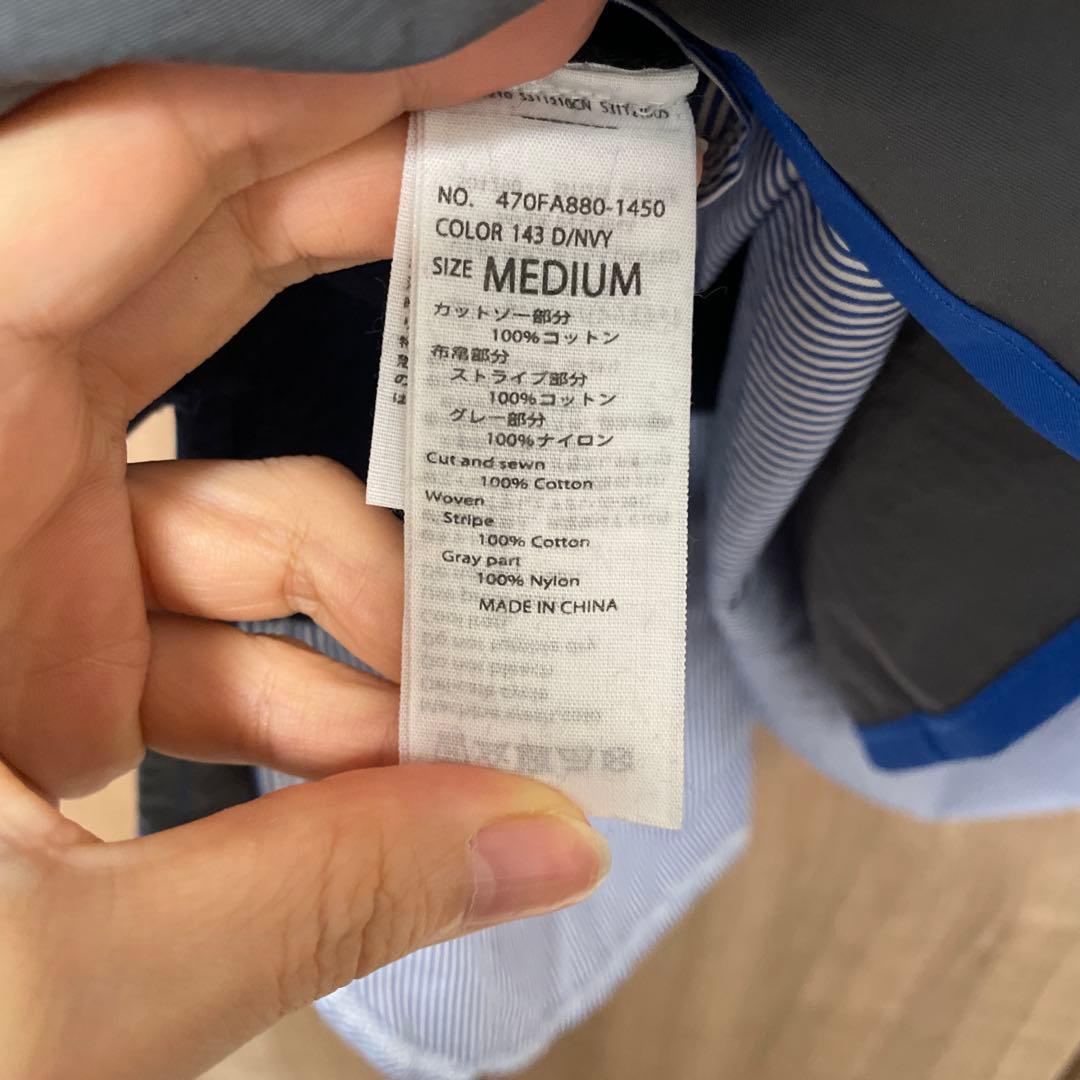 S311210CN
NO. 470FA880-1450
COLOR 143 D/NVY
SIZE MEDIUM
カットソー部分
100%コットン
布帛部分
ストライプ部分
100%コットン
グレー部分
100%ナイロン
Cut and sewn
100% Cotton
Woven
Stripe
100% Cotton
Gray part
100% Nylon
MADE IN CHINA